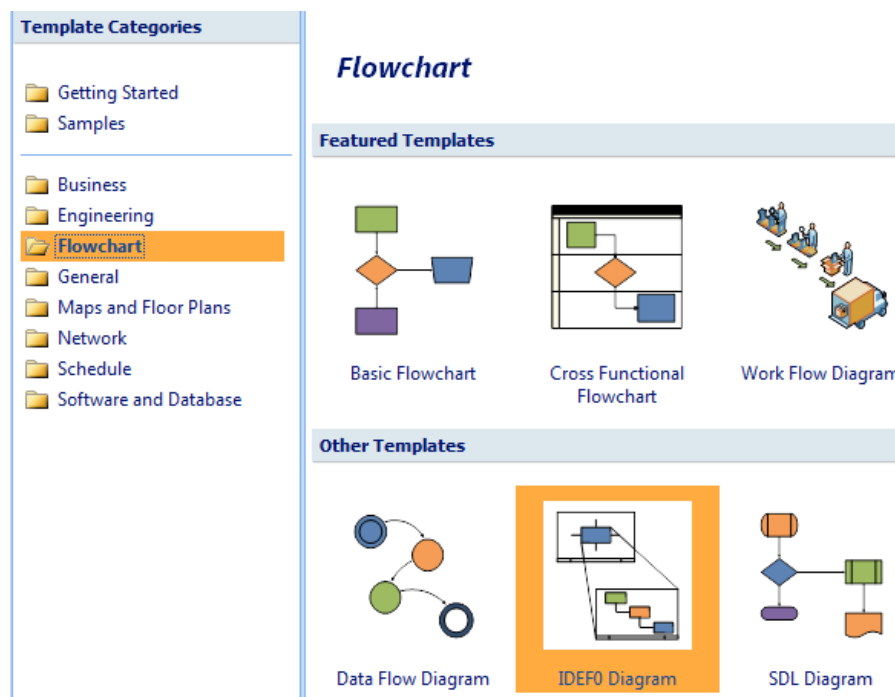 Template Categories
Getting Started
Samples
Business
Engineering
Flowchart
General
Maps and Floor Plans
Network
Schedule
Software and Database
Flowchart
Featured Templates
Basic Flowchart
Cross Functional
Flowchart
Work Flow Diagram
Other Templates
Data Flow Diagram
IDEF0 Diagram
SDL Diagram